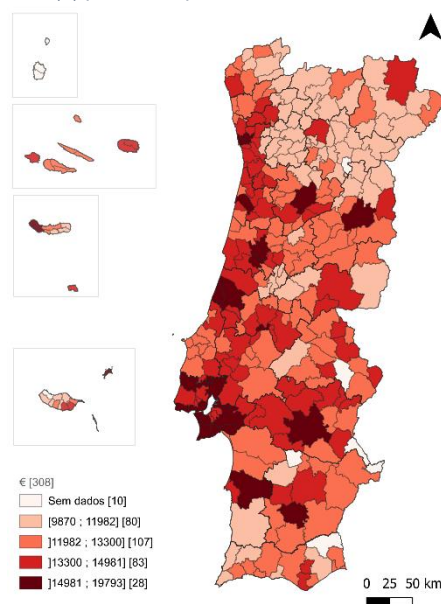 € [308]
Sem dados [10]
[9870 ; 11982] [80]
]11982 ; 13300] [107]
]13300 ; 14981] [83]
]14981 ; 19793] [28]
0 25 50 km